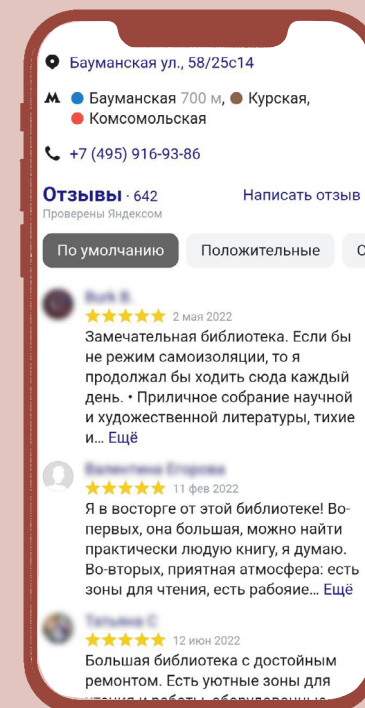 Бауманская ул., 58/25с14
М Бауманская 700 м, Курская,
Комсомольская
+7 (495) 916-93-86
Отзывы · 642 Написать отзыв
Проверены Яндексом
По умолчанию Положительные О
2 мая 2022
Замечательная библиотека. Если бы
не режим самоизоляции, то я
продолжал бы ходить сюда каждый
день. • Приличное собрание научной
и художественной литературы, тихие
и... Ещё
11 фев 2022
Я в восторге от этой библиотеке! Во-
первых, она большая, можно найти
практически людую книгу, я думаю.
Во-вторых, приятная атмосфера: есть
зоны для чтения, есть рабояие... Ещё
12 июн 2022
Большая библиотека с достойным
ремонтом. Есть уютные зоны для
чтения и работы, оборудованные